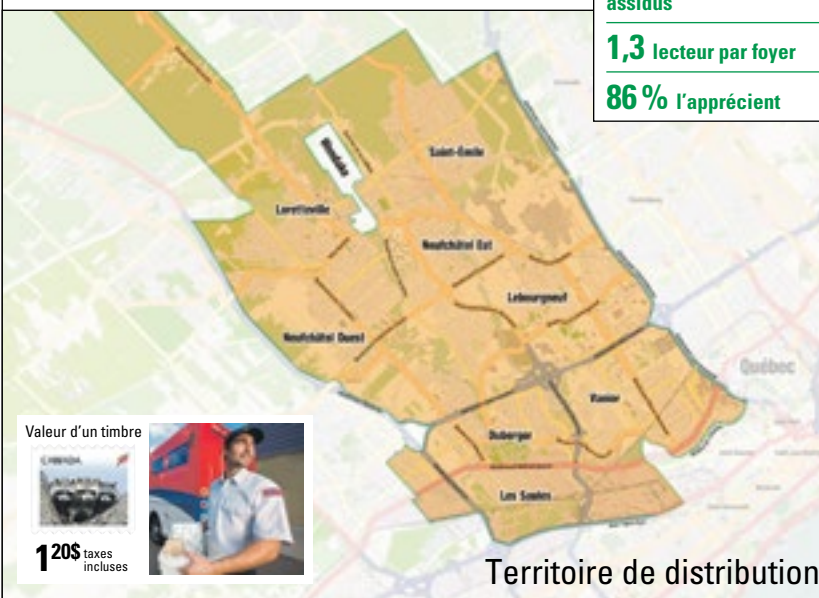 assidus
1,3 lecteur par foyer
86 % l'apprécient
Wendake
Saint-Émile
Loretteville
Neufchâtel Est
Lebourgneuf
Neufchâtel Ouest
Québec
Vanier
Duberger
Les Saules
Valeur d'un timbre
CANADA
1 20$ taxes
incluses
Territoire de distribution